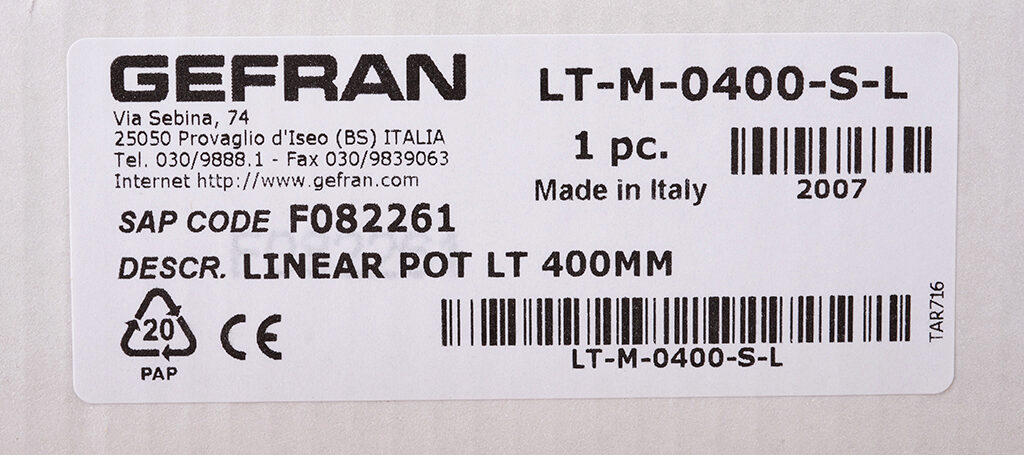 GEFRAN
Via Sebina, 74
25050 Provaglio d'Iseo (BS) ITALIA
Tel. 030/9888.1 - Fax 030/9839063
Internet http://www.gefran.com
LT-M-0400-S-L
1 pc.
Made in Italy
2007
SAP CODE F082261
DESCR. LINEAR POT LT 400MM
20
PAP
CE
LT-M-0400-S-L
TAR716